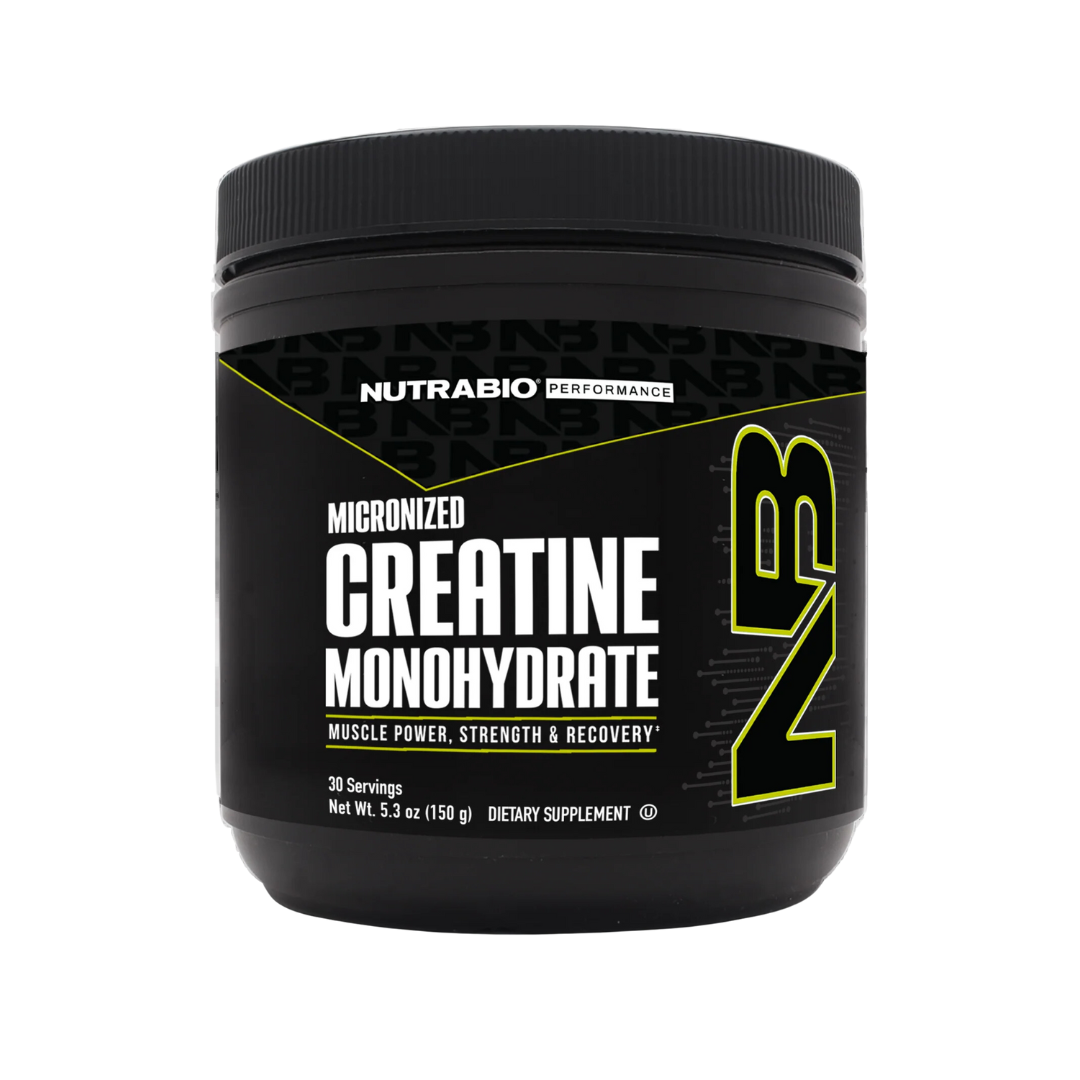 NUTRABIO® PERFORMANCE
MICRONIZED
CREATINE
MONOHYDRATE
MUSCLE POWER, STRENGTH & RECOVERY‡
30 Servings
Net Wt. 5.3 oz (150 g) DIETARY SUPPLEMENT Ⓤ
NB